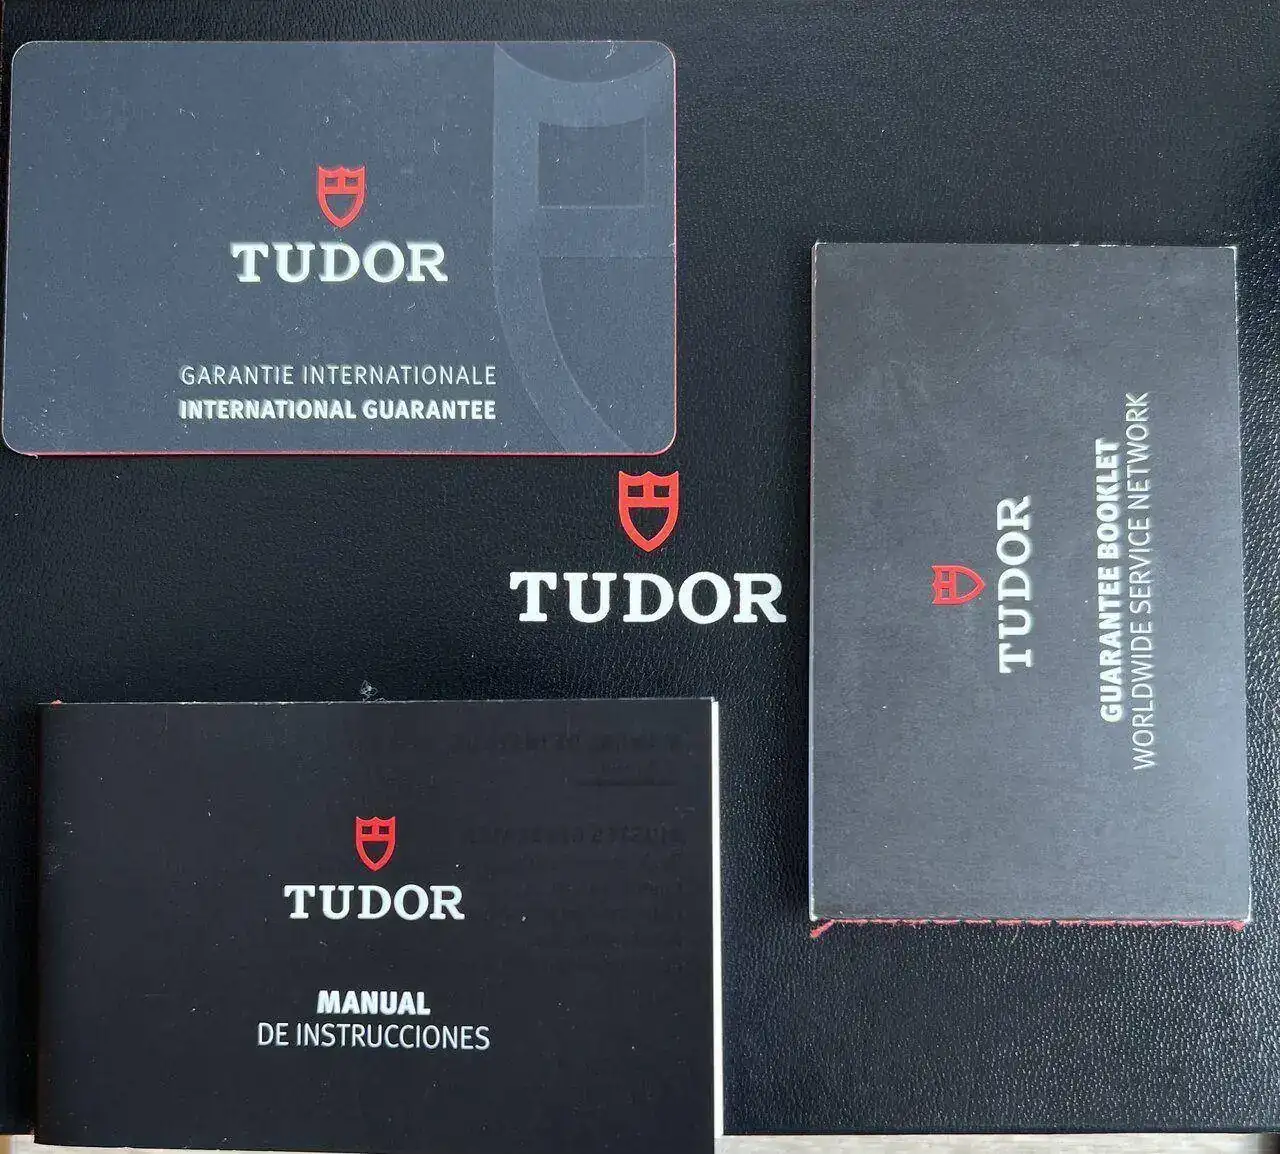 TUDOR
GARANTIE INTERNATIONALE
INTERNATIONAL GUARANTEE
TUDOR
TUDOR
GUARANTEE BOOKLET
WORLDWIDE SERVICE NETWORK
TUDOR
MANUAL
DE INSTRUCCIONES